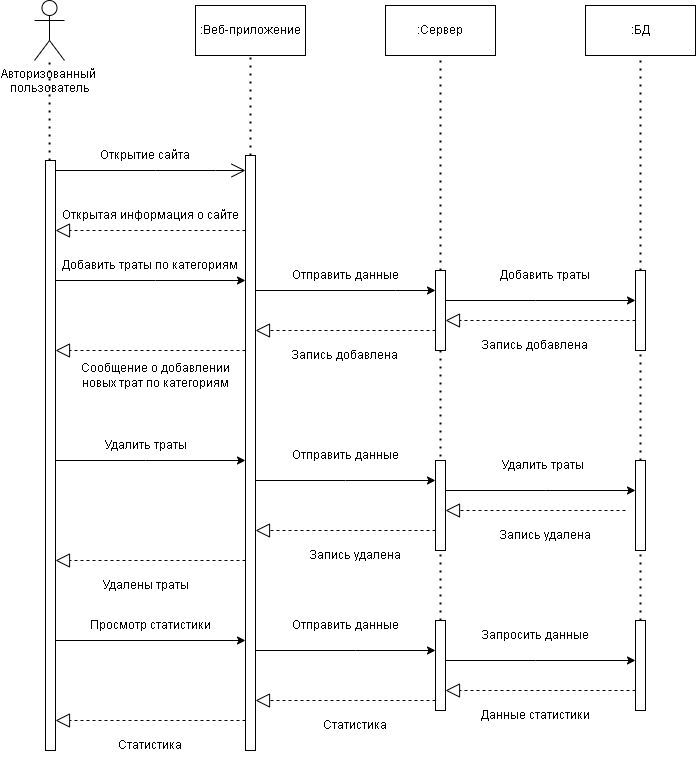 :Веб-приложение
:Сервер
:БД
Авторизованный
пользователь
Открытие сайта
Открытая информация о сайте
Добавить траты по категориям
Отправить данные
Добавить траты
Запись добавлена
Запись добавлена
Сообщение о добавлении
новых трат по категориям
Удалить траты
Отправить данные
Удалить траты
Запись удалена
Запись удалена
Удалены траты
Просмотр статистики
Отправить данные
Запросить данные
Данные статистики
Статистика
Статистика